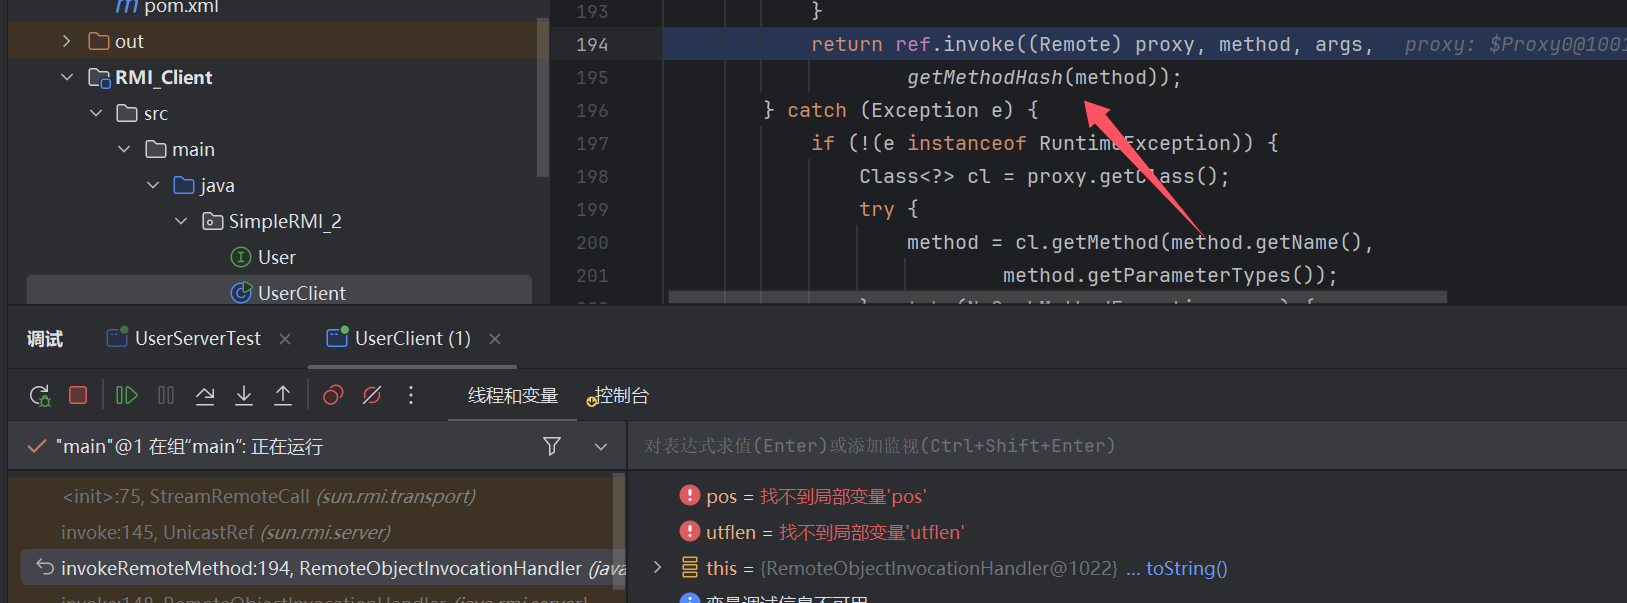 pom.xml
out
RMI_Client
src
main
java
SimpleRMI_2
User
UserClient
193 }
194 return ref.invoke((Remote) proxy, method, args, proxy: $Proxy0@1001
195 getMethodHash(method));
196 } catch (Exception e) {
197 if (!(e instanceof RuntimeException)) {
198 Class<?> cl = proxy.getClass();
199 try {
200 method = cl.getMethod(method.getName(),
201 method.getParameterTypes());
调试 UserServerTest UserClient (1)
线程和变量 控制台
"main"@1 在组“main”: 正在运行
对表达式求值(Enter)或添加监视(Ctrl+Shift+Enter)
<init>:75, StreamRemoteCall (sun.rmi.transport)
invoke:145, UnicastRef (sun.rmi.server)
invokeRemoteMethod:194, RemoteObjectInvocationHandler (java
invoke:148, RemoteObjectInvocationHandler (java.rmi.server)
pos = 找不到局部变量'pos'
utflen = 找不到局部变量'utflen'
this = {RemoteObjectInvocationHandler@1022} ... toString()
变量调试信息不可用